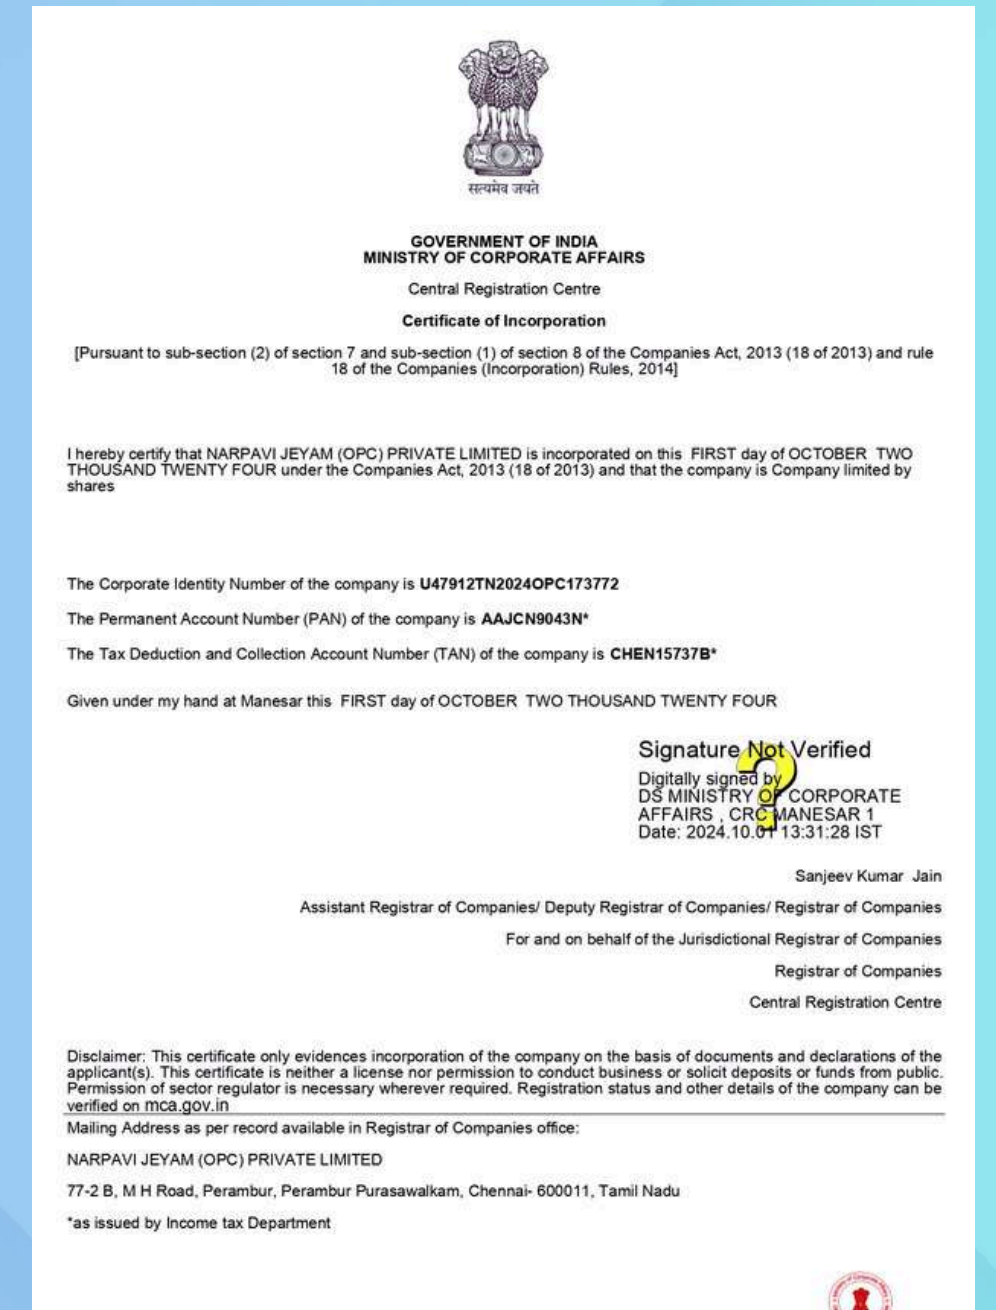 सत्यमेव जयते
GOVERNMENT OF INDIA
MINISTRY OF CORPORATE AFFAIRS
Central Registration Centre
Certificate of Incorporation
[Pursuant to sub-section (2) of section 7 and sub-section (1) of section 8 of the Companies Act, 2013 (18 of 2013) and rule
18 of the Companies (Incorporation) Rules, 2014]
I hereby certify that NARPAVI JEYAM (OPC) PRIVATE LIMITED is incorporated on this FIRST day of OCTOBER TWO
THOUSAND TWENTY FOUR under the Companies Act, 2013 (18 of 2013) and that the company is Company limited by
shares
The Corporate Identity Number of the company is U47912TN2024OPC173772
The Permanent Account Number (PAN) of the company is AAJCN9043N*
The Tax Deduction and Collection Account Number (TAN) of the company is CHEN15737B*
Given under my hand at Manesar this FIRST day of OCTOBER TWO THOUSAND TWENTY FOUR
Signature Not Verified
Digitally signed by
DS MINISTRY OF CORPORATE
AFFAIRS , CRC MANESAR 1
Date: 2024.10.01 13:31:28 IST
Sanjeev Kumar Jain
Assistant Registrar of Companies/ Deputy Registrar of Companies/ Registrar of Companies
For and on behalf of the Jurisdictional Registrar of Companies
Registrar of Companies
Central Registration Centre
Disclaimer: This certificate only evidences incorporation of the company on the basis of documents and declarations of the
applicant(s). This certificate is neither a license nor permission to conduct business or solicit deposits or funds from public.
Permission of sector regulator is necessary wherever required. Registration status and other details of the company can be
verified on mca.gov.in
Mailing Address as per record available in Registrar of Companies office:
NARPAVI JEYAM (OPC) PRIVATE LIMITED
77-2 B, M H Road, Perambur, Perambur Purasawalkam, Chennai- 600011, Tamil Nadu
*as issued by Income tax Department